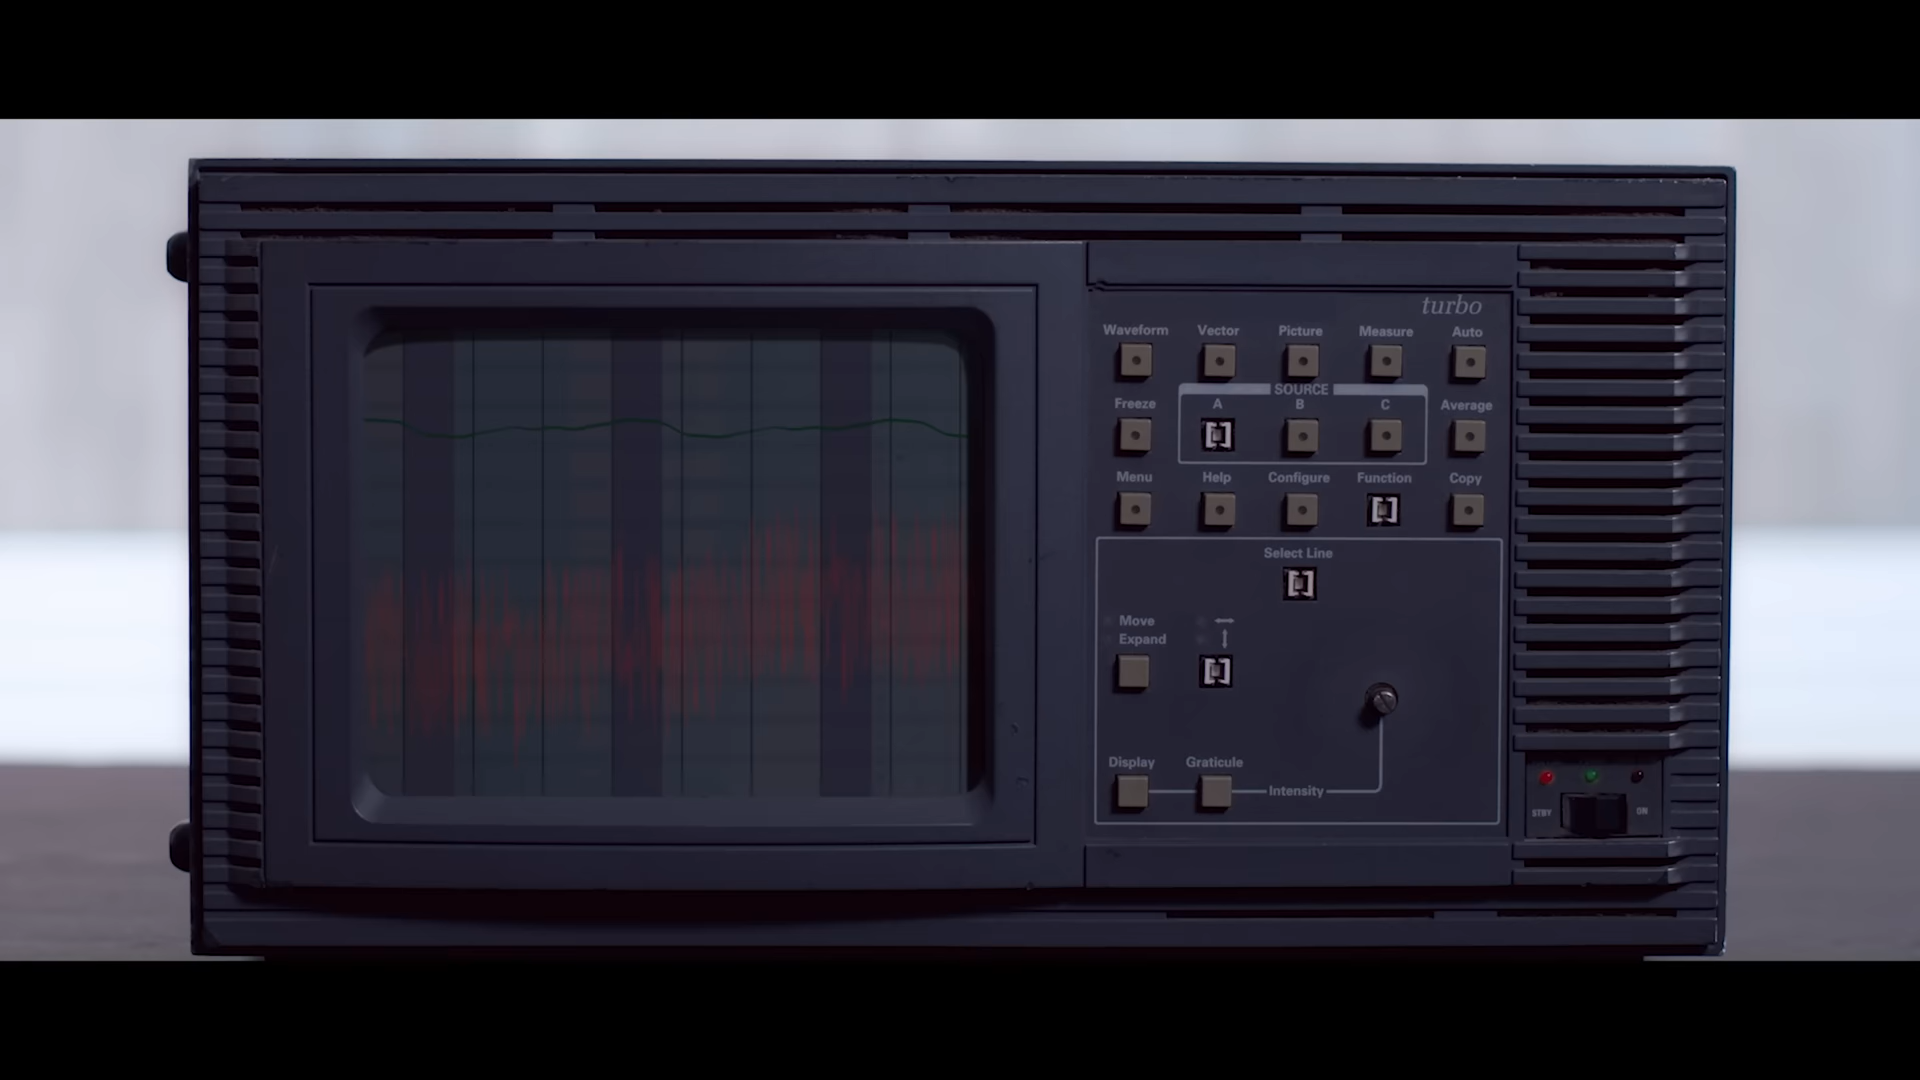 turbo
Waveform Vector Picture Measure Auto
SOURCE
Freeze A B C Average
Menu Help Configure Function Copy
Select Line
Move
Expand
Display Graticule
Intensity
STBY ON